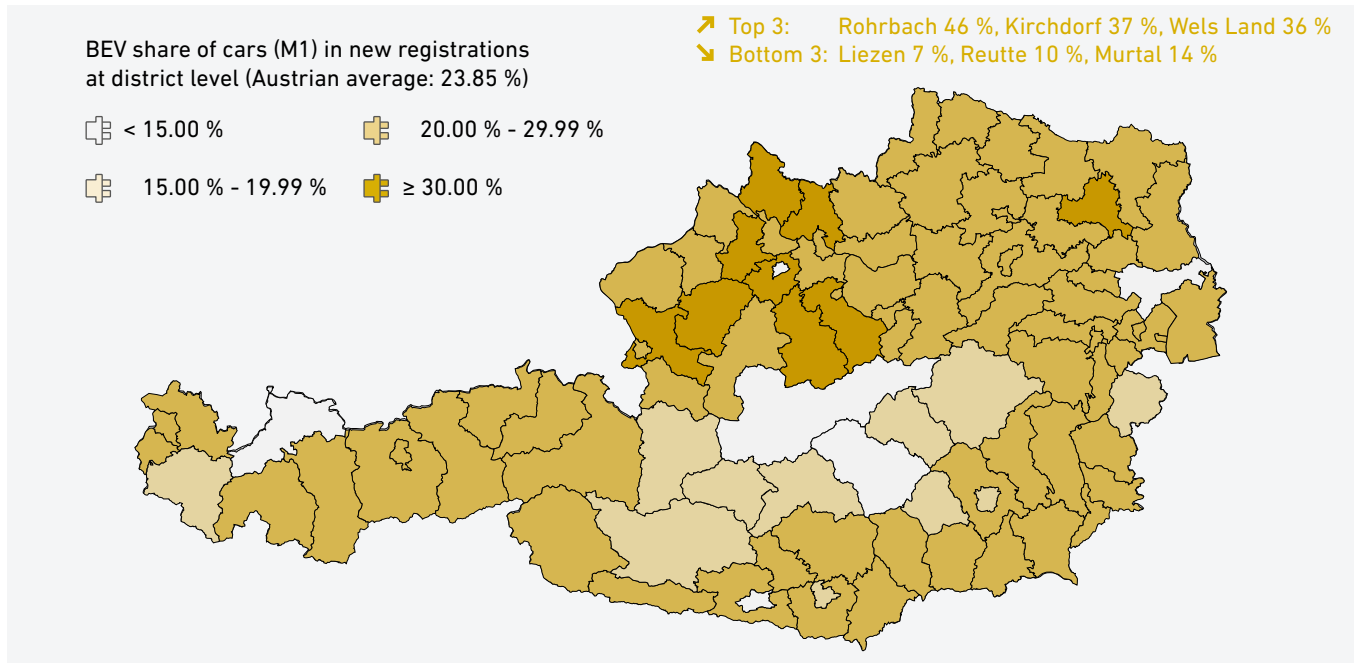 ↗ Top 3: Rohrbach 46 %, Kirchdorf 37 %, Wels Land 36 %
↘ Bottom 3: Liezen 7 %, Reutte 10 %, Murtal 14 %
BEV share of cars (M1) in new registrations
at district level (Austrian average: 23.85 %)
< 15.00 %
20.00 % - 29.99 %
15.00 % - 19.99 %
≥ 30.00 %